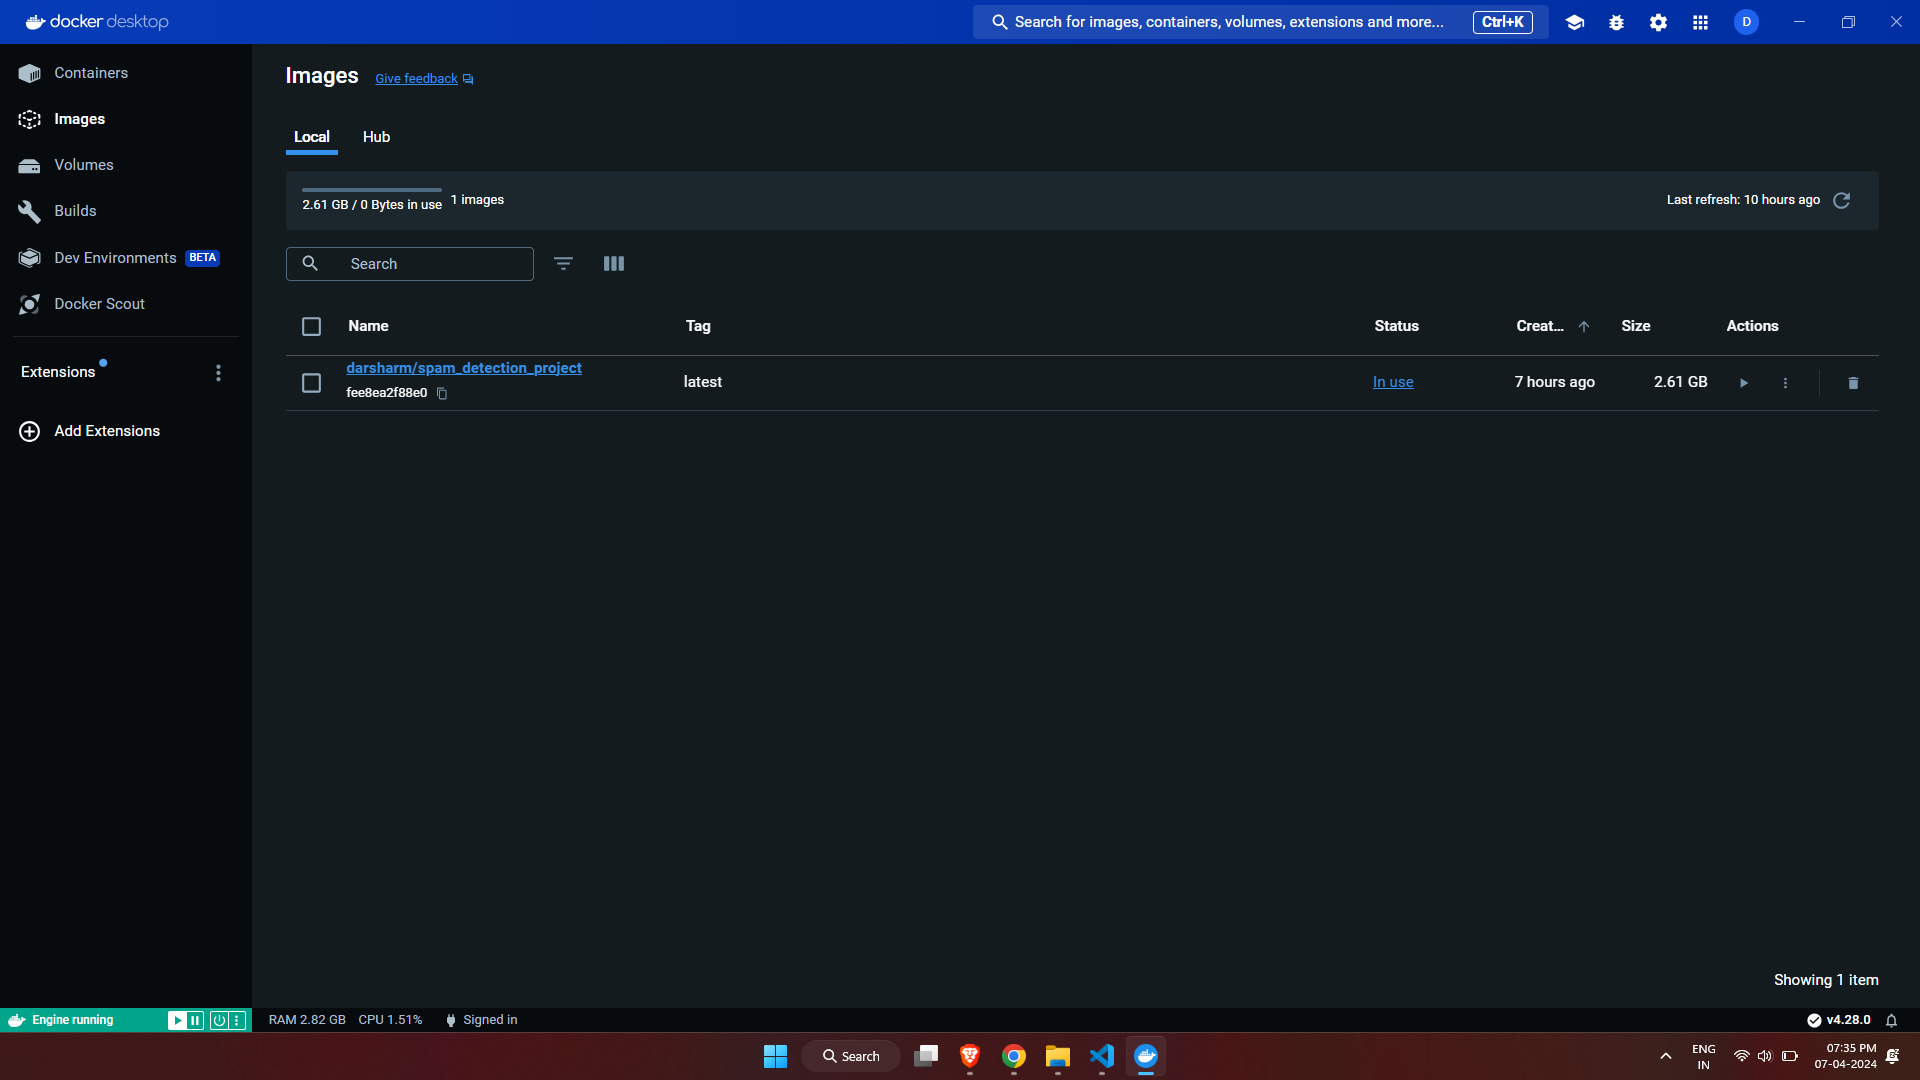 docker desktop
Search for images, containers, volumes, extensions and more...
Ctrl+K
D
Containers
Images
Volumes
Builds
Dev Environments BETA
Docker Scout
Extensions
Add Extensions
Images
Give feedback
Local
Hub
2.61 GB / 0 Bytes in use
1 images
Last refresh: 10 hours ago
Search
Name
Tag
Status
Creat...
Size
Actions
darsharm/spam_detection_project
fee8ea2f88e0
latest
In use
7 hours ago
2.61 GB
Showing 1 item
Engine running
RAM 2.82 GB
CPU 1.51%
Signed in
v4.28.0
Search
ENG
IN
07:35 PM
07-04-2024